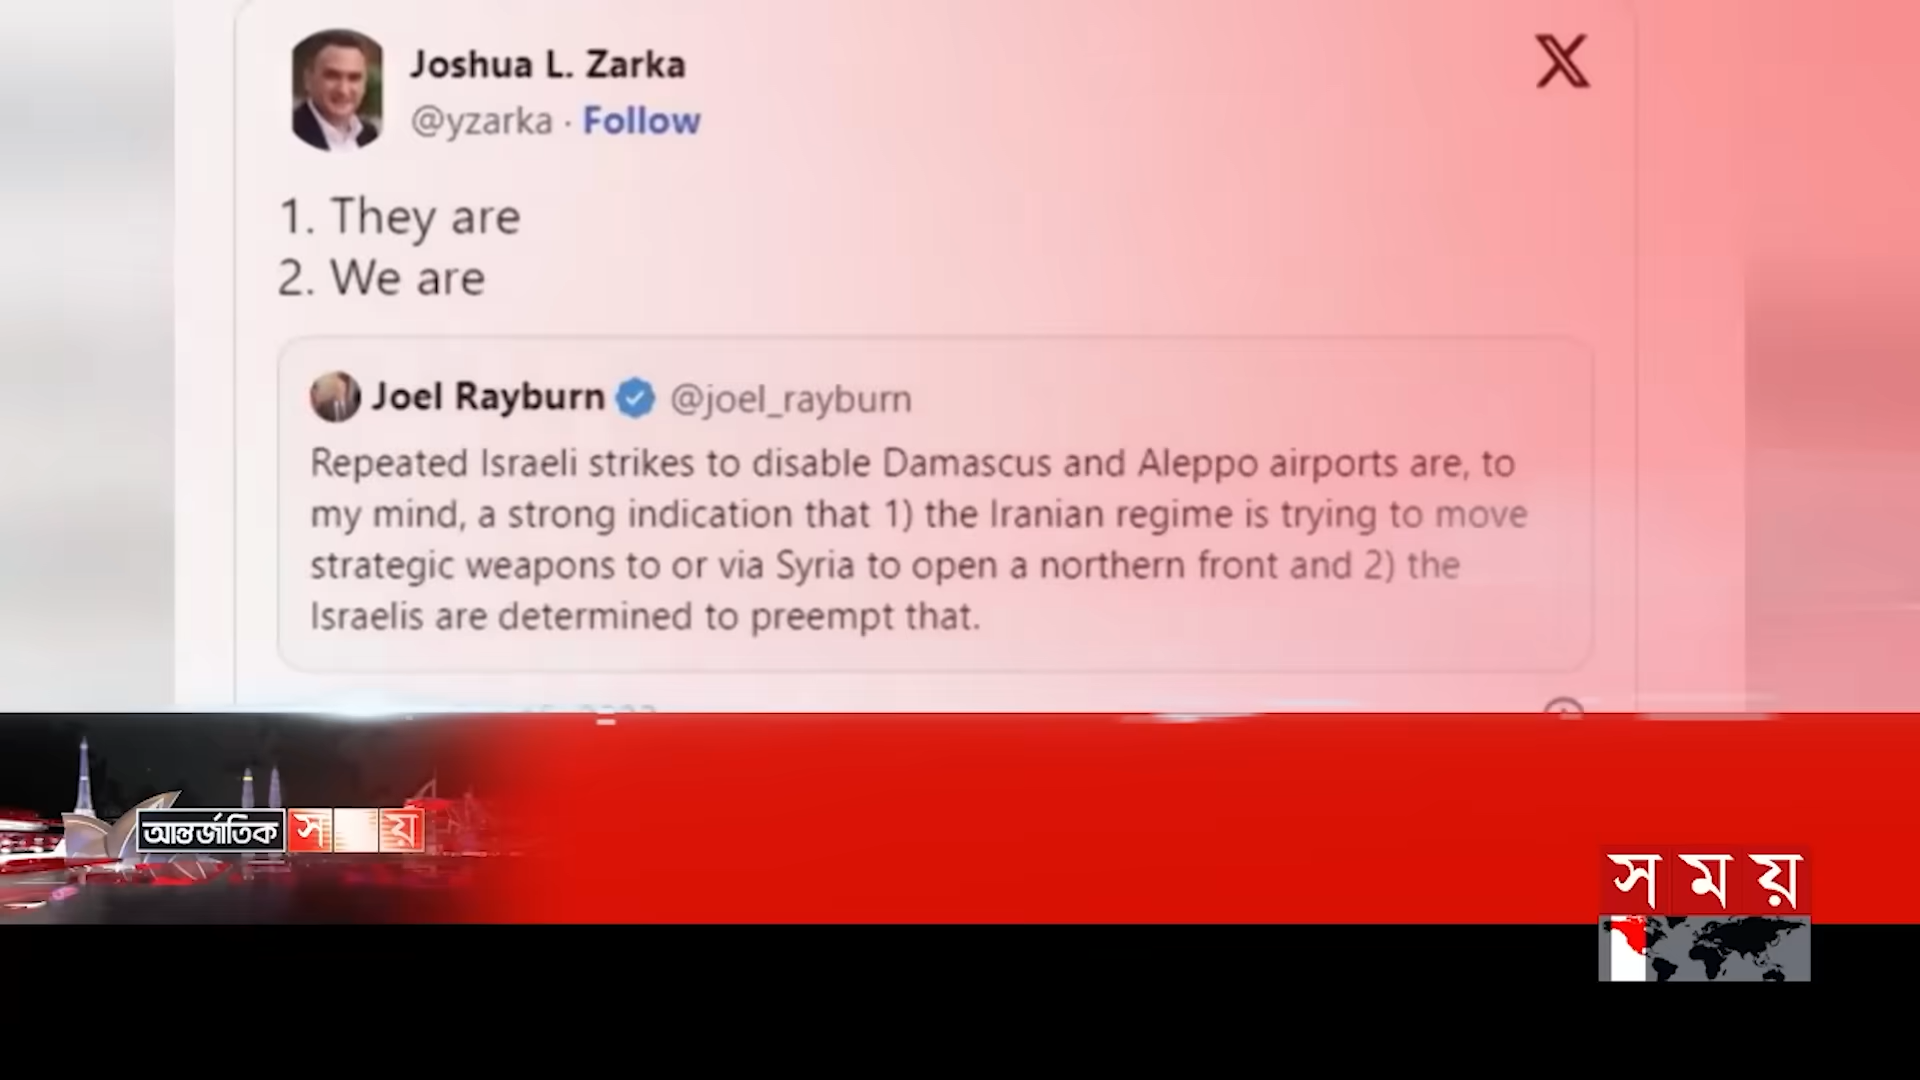 Joshua L. Zarka
@yzarka · Follow
1. They are
2. We are
Joel Rayburn @joel_rayburn
Repeated Israeli strikes to disable Damascus and Aleppo airports are, to
my mind, a strong indication that 1) the Iranian regime is trying to move
strategic weapons to or via Syria to open a northern front and 2) the
Israelis are determined to preempt that.
আন্তর্জাতিক স য়
সময়